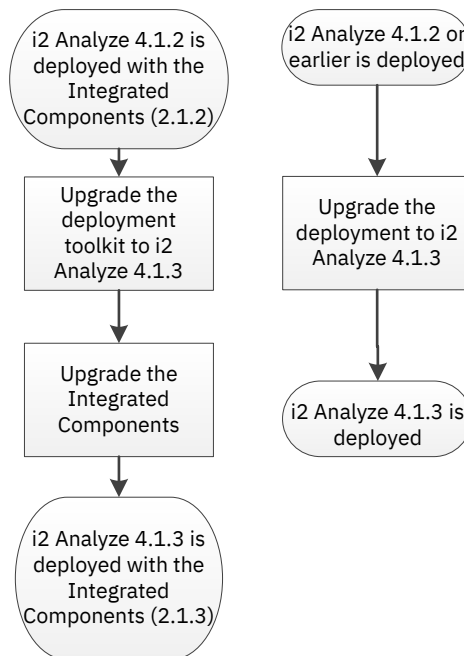 i2 Analyze 4.1.2 is
deployed with the
Integrated
Components (2.1.2)
Upgrade the
deployment
toolkit to i2
Analyze 4.1.3
Upgrade the
Integrated
Components
i2 Analyze 4.1.3 is
deployed with the
Integrated
Components (2.1.3)
i2 Analyze 4.1.2 or
earlier is deployed
Upgrade the
deployment to i2
Analyze 4.1.3
i2 Analyze 4.1.3 is
deployed